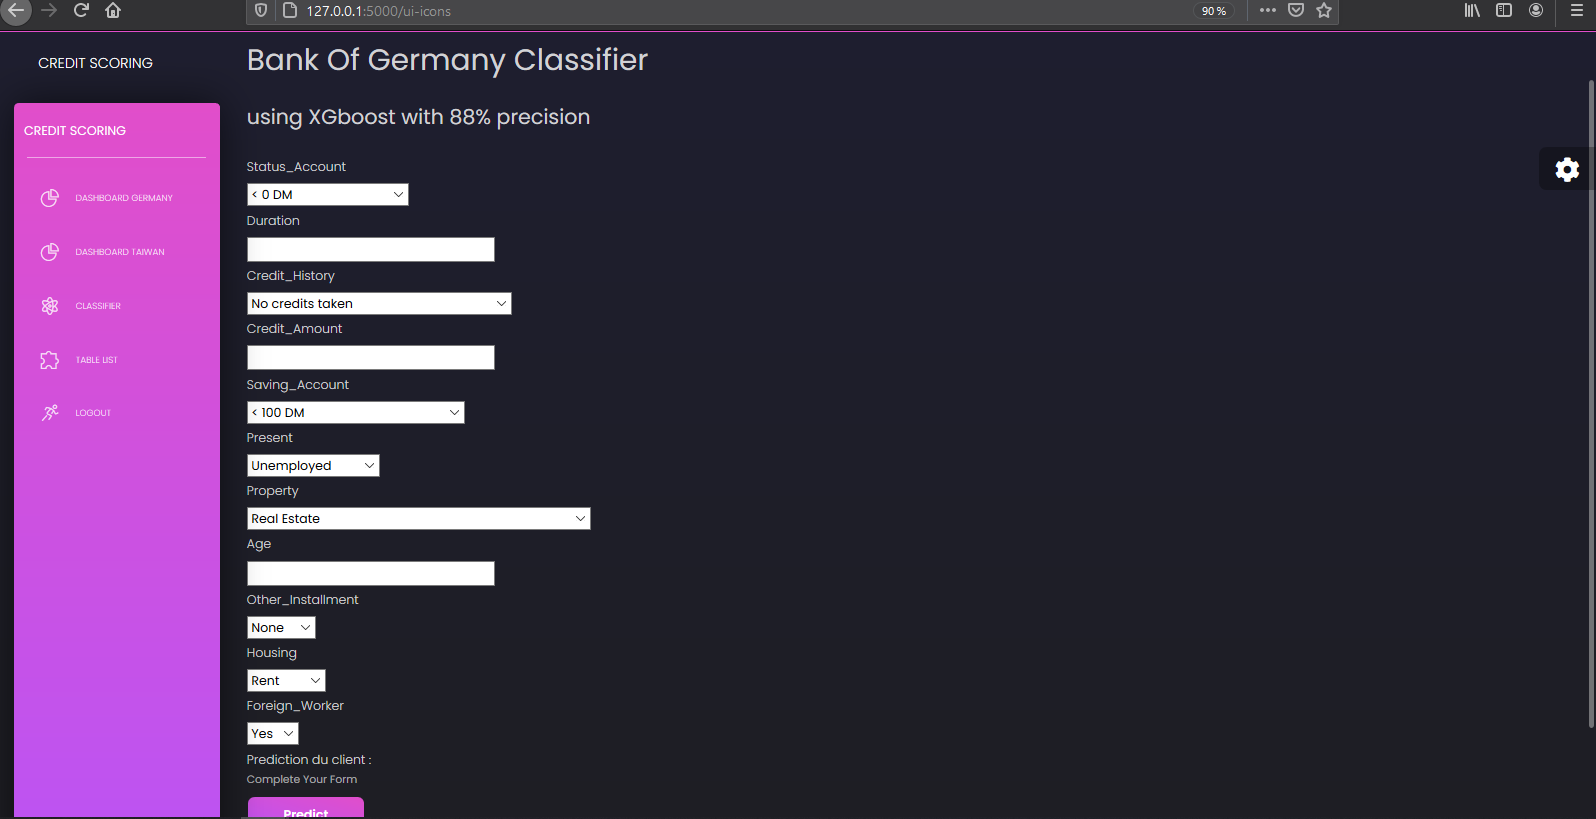 127.0.0.1:5000/ui-icons
90%
CREDIT SCORING
CREDIT SCORING
DASHBOARD GERMANY
DASHBOARD TAIWAN
CLASSIFIER
TABLE LIST
LOGOUT
Bank Of Germany Classifier
using XGboost with 88% precision
Status_Account
< 0 DM
Duration
Credit_History
No credits taken
Credit_Amount
Saving_Account
< 100 DM
Present
Unemployed
Property
Real Estate
Age
Other_Installment
None
Housing
Rent
Foreign_Worker
Yes
Prediction du client :
Complete Your Form
Predict